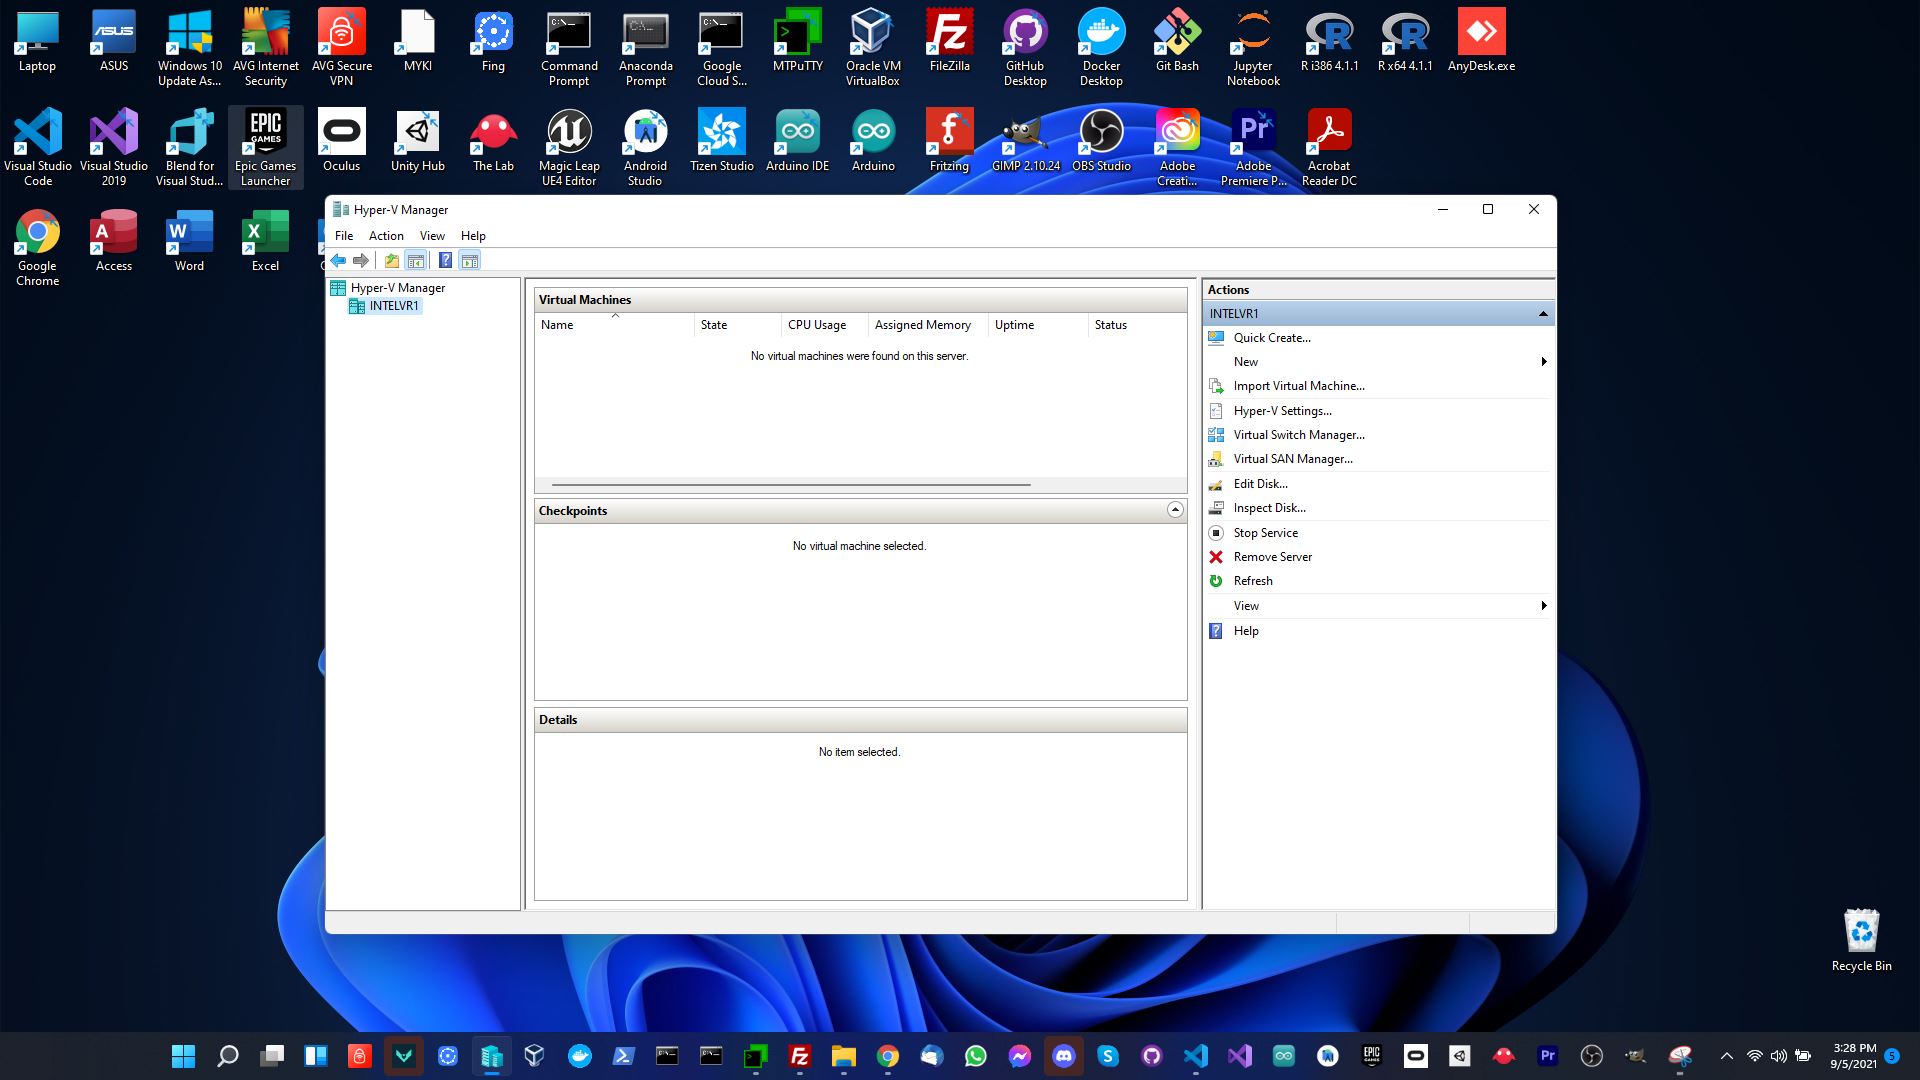 Laptop
ASUS
Windows 10
Update As...
AVG Internet
Security
AVG Secure
VPN
MYKI
Fing
Command
Prompt
Anaconda
Prompt
Google
Cloud S...
MTPuTTY
Oracle VM
VirtualBox
FileZilla
GitHub
Desktop
Docker
Desktop
Git Bash
Jupyter
Notebook
R i386 4.1.1
R x64 4.1.1
AnyDesk.exe
Visual Studio
Code
Visual Studio
2019
Blend for
Visual Stud...
EPIC
GAMES
Epic Games
Launcher
Oculus
Unity Hub
The Lab
Magic Leap
UE4 Editor
Android
Studio
Tizen Studio
Arduino IDE
Arduino
Fritzing
GIMP 2.10.24
OBS Studio
Adobe
Creati...
Adobe
Premiere P...
Acrobat
Reader DC
Google
Chrome
Access
Word
Excel
Hyper-V Manager
File Action View Help
Hyper-V Manager
INTELVR1
Virtual Machines
Name State CPU Usage Assigned Memory Uptime Status
No virtual machines were found on this server.
Checkpoints
No virtual machine selected.
Details
No item selected.
Actions
INTELVR1
Quick Create...
New
Import Virtual Machine...
Hyper-V Settings...
Virtual Switch Manager...
Virtual SAN Manager...
Edit Disk...
Inspect Disk...
Stop Service
Remove Server
Refresh
View
Help
Recycle Bin
3:28 PM
9/5/2021
5